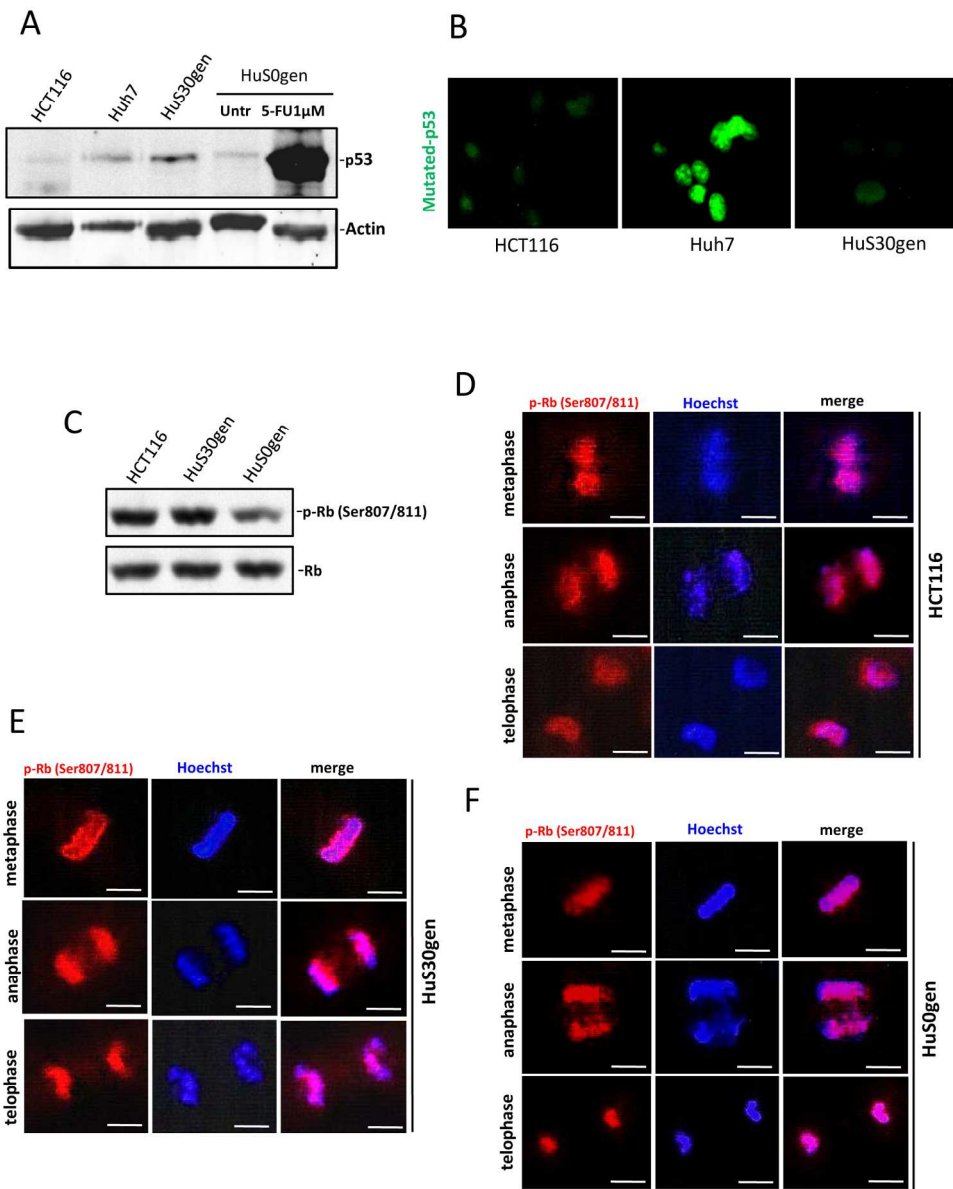 A
HCT116
Huh7
HuS30gen
HuS0gen
Untr 5-FU1μM
-p53
-Actin
B
Mutated-p53
HCT116
Huh7
HuS30gen
C
HCT116
HuS30gen
HuS0gen
-p-Rb (Ser807/811)
-Rb
D
p-Rb (Ser807/811) Hoechst merge
metaphase
anaphase
telophase
HCT116
E
p-Rb (Ser807/811) Hoechst merge
metaphase
anaphase
telophase
HuS30gen
F
p-Rb (Ser807/811) Hoechst merge
metaphase
anaphase
telophase
HuS0gen